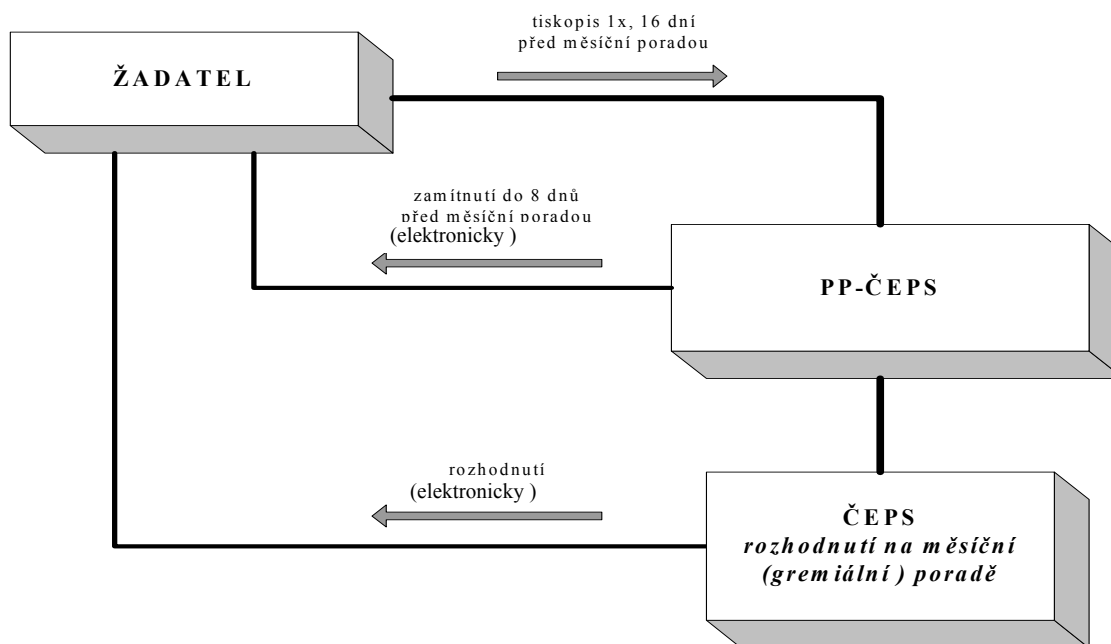 tiskopis 1x, 16 dní
před měsíční poradou
ŽADATEL
zamítnutí do 8 dnů
před měsíční poradou
(elektronicky )
PP-ČEPS
rozhodnutí
(elektronicky )
ČEPS
rozhodnutí na měsíční
(gremiální ) poradě